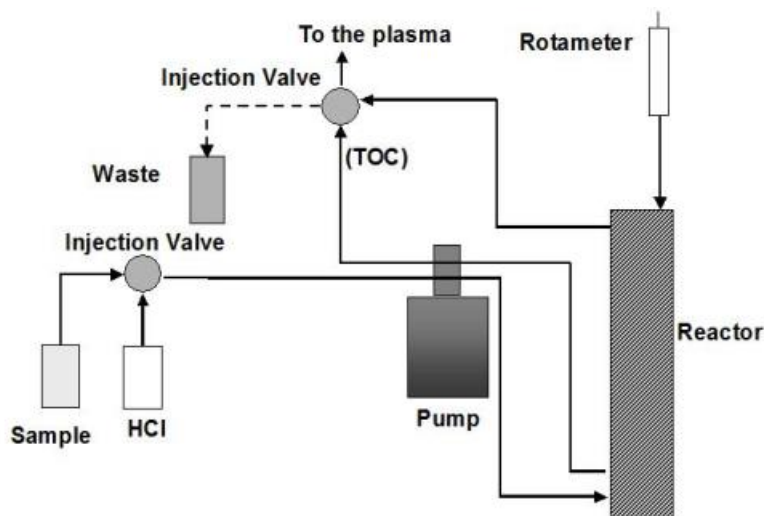 To the plasma
Rotameter
Injection Valve
(TOC)
Waste
Injection Valve
Reactor
Pump
HCl
Sample